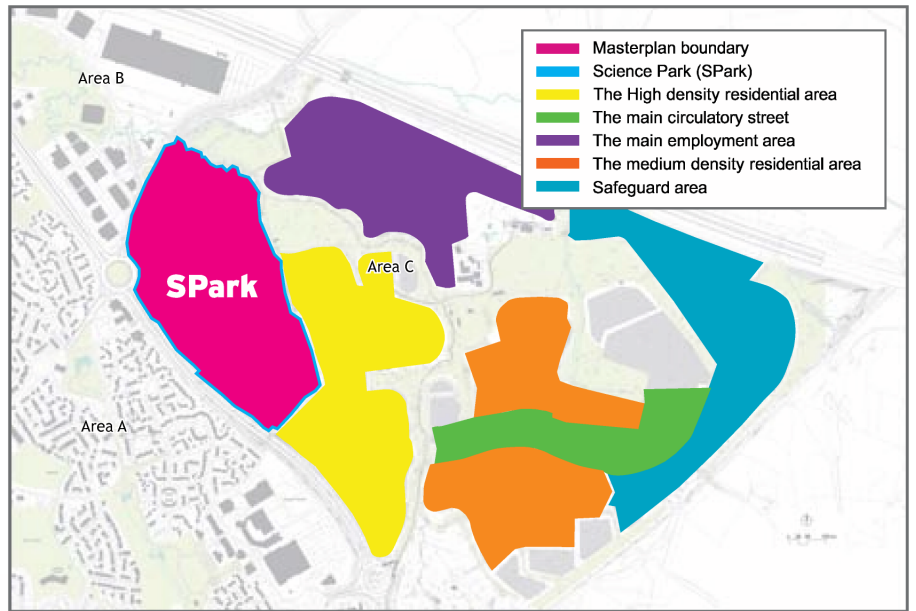 Masterplan boundary
Science Park (SPark)
The High density residential area
The main circulatory street
The main employment area
The medium density residential area
Safeguard area
Area B
Area C
SPark
Area A